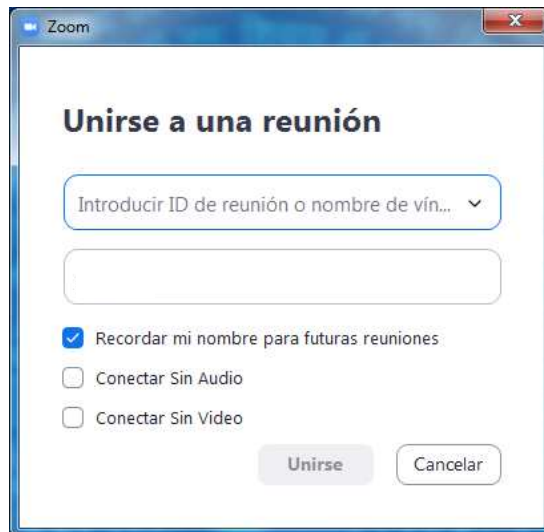 Zoom
Unirse a una reunión
Introducir ID de reunión o nombre de vín...
Recordar mi nombre para futuras reuniones
Conectar Sin Audio
Conectar Sin Video
Unirse
Cancelar